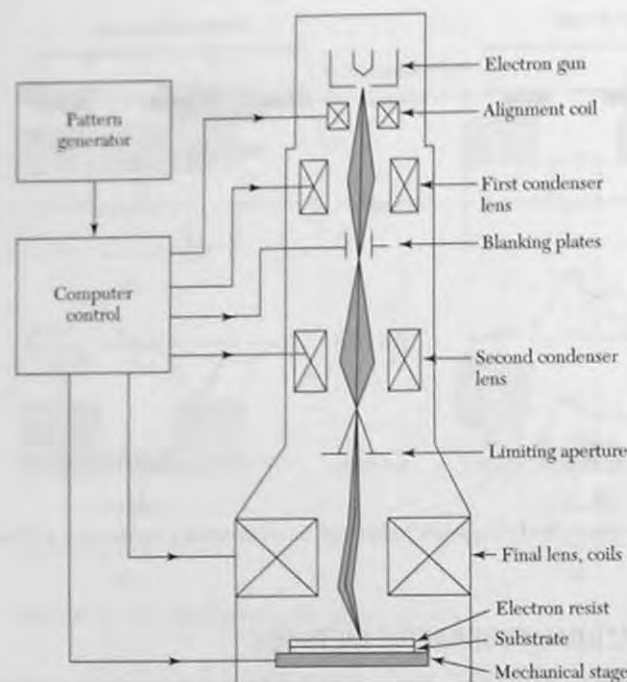 Electron gun
Alignment coil
Pattern
generator
First condenser
lens
Blanking plates
Computer
control
Second condenser
lens
Limiting aperture
Final lens, coils
Electron resist
Substrate
Mechanical stage